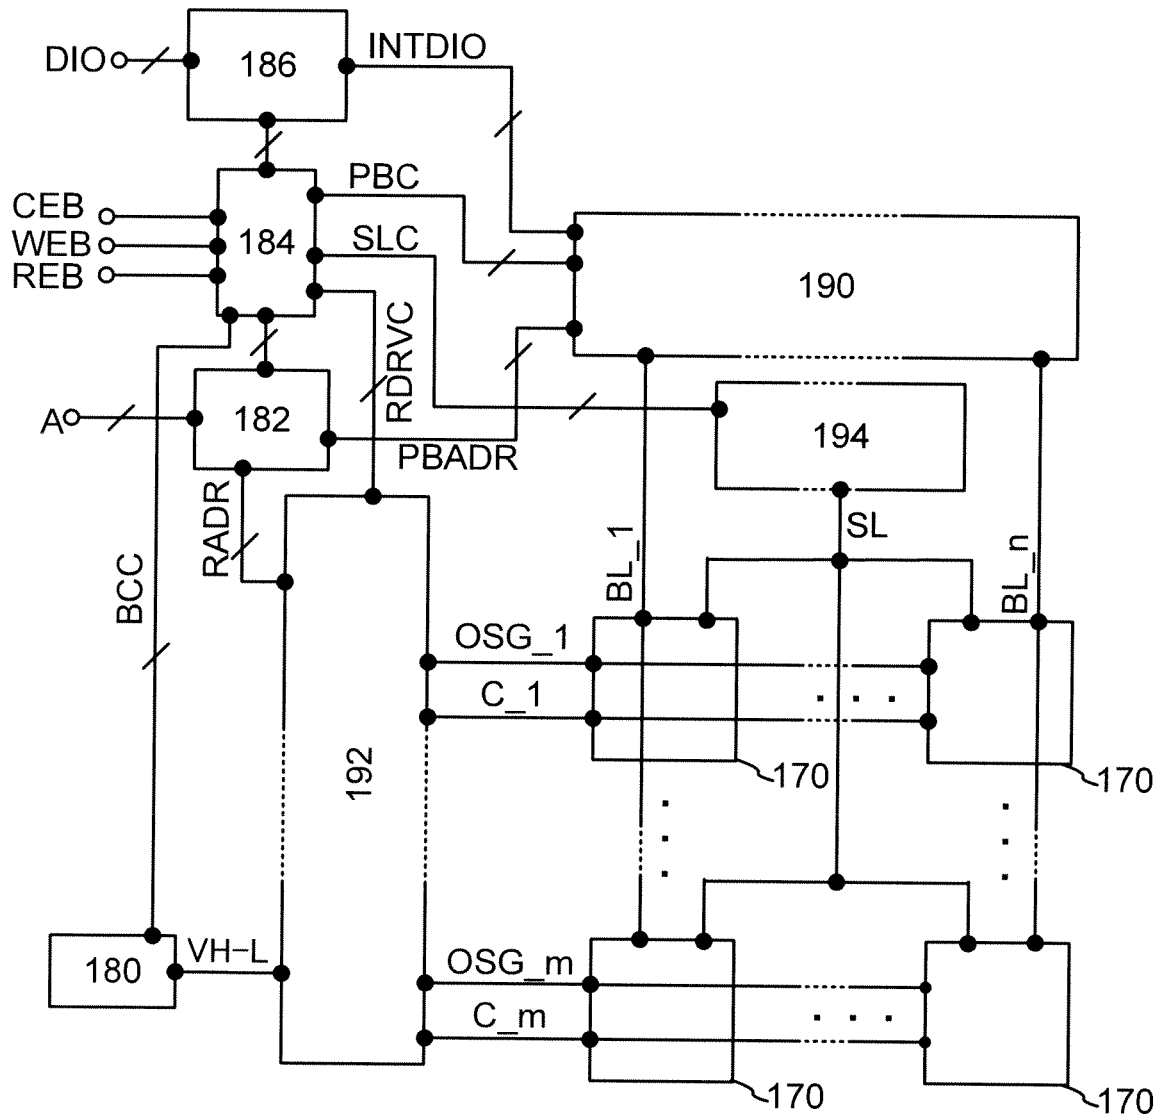 DIO
186
INTDIO
CEB
WEB
REB
184
PBC
SLC
RDRVC
190
A
182
PBADR
194
RADR
BCC
SL
BL_1
BL_n
OSG_1
C_1
192
170
170
180
VH-L
OSG_m
C_m
170
170